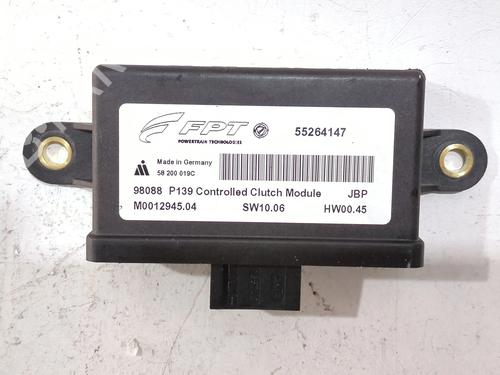 FPT
POWERTRAIN TECHNOLOGIES
55264147
Made in Germany
58 200 019C
98088 P139 Controlled Clutch Module JBP
M0012945.04 SW10.06 HW00.45